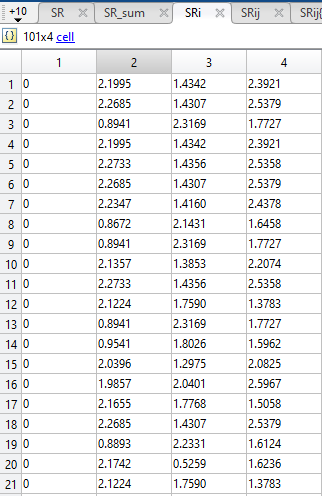 +10 SR SR_sum SRi SRij SRij(
{} 101x4 cell
1 2 3 4
1 0 2.1995 1.4342 2.3921
2 0 2.2685 1.4307 2.5379
3 0 0.8941 2.3169 1.7727
4 0 2.1995 1.4342 2.3921
5 0 2.2733 1.4356 2.5358
6 0 2.2685 1.4307 2.5379
7 0 2.2347 1.4160 2.4378
8 0 0.8672 2.1431 1.6458
9 0 0.8941 2.3169 1.7727
10 0 2.1357 1.3853 2.2074
11 0 2.2733 1.4356 2.5358
12 0 2.1224 1.7590 1.3783
13 0 0.8941 2.3169 1.7727
14 0 0.9541 1.8026 1.5962
15 0 2.0396 1.2975 2.0825
16 0 1.9857 2.0401 2.5967
17 0 2.1655 1.7768 1.5058
18 0 2.2685 1.4307 2.5379
19 0 0.8893 2.2331 1.6124
20 0 2.1742 0.5259 1.6236
21 0 2.1224 1.7590 1.3783